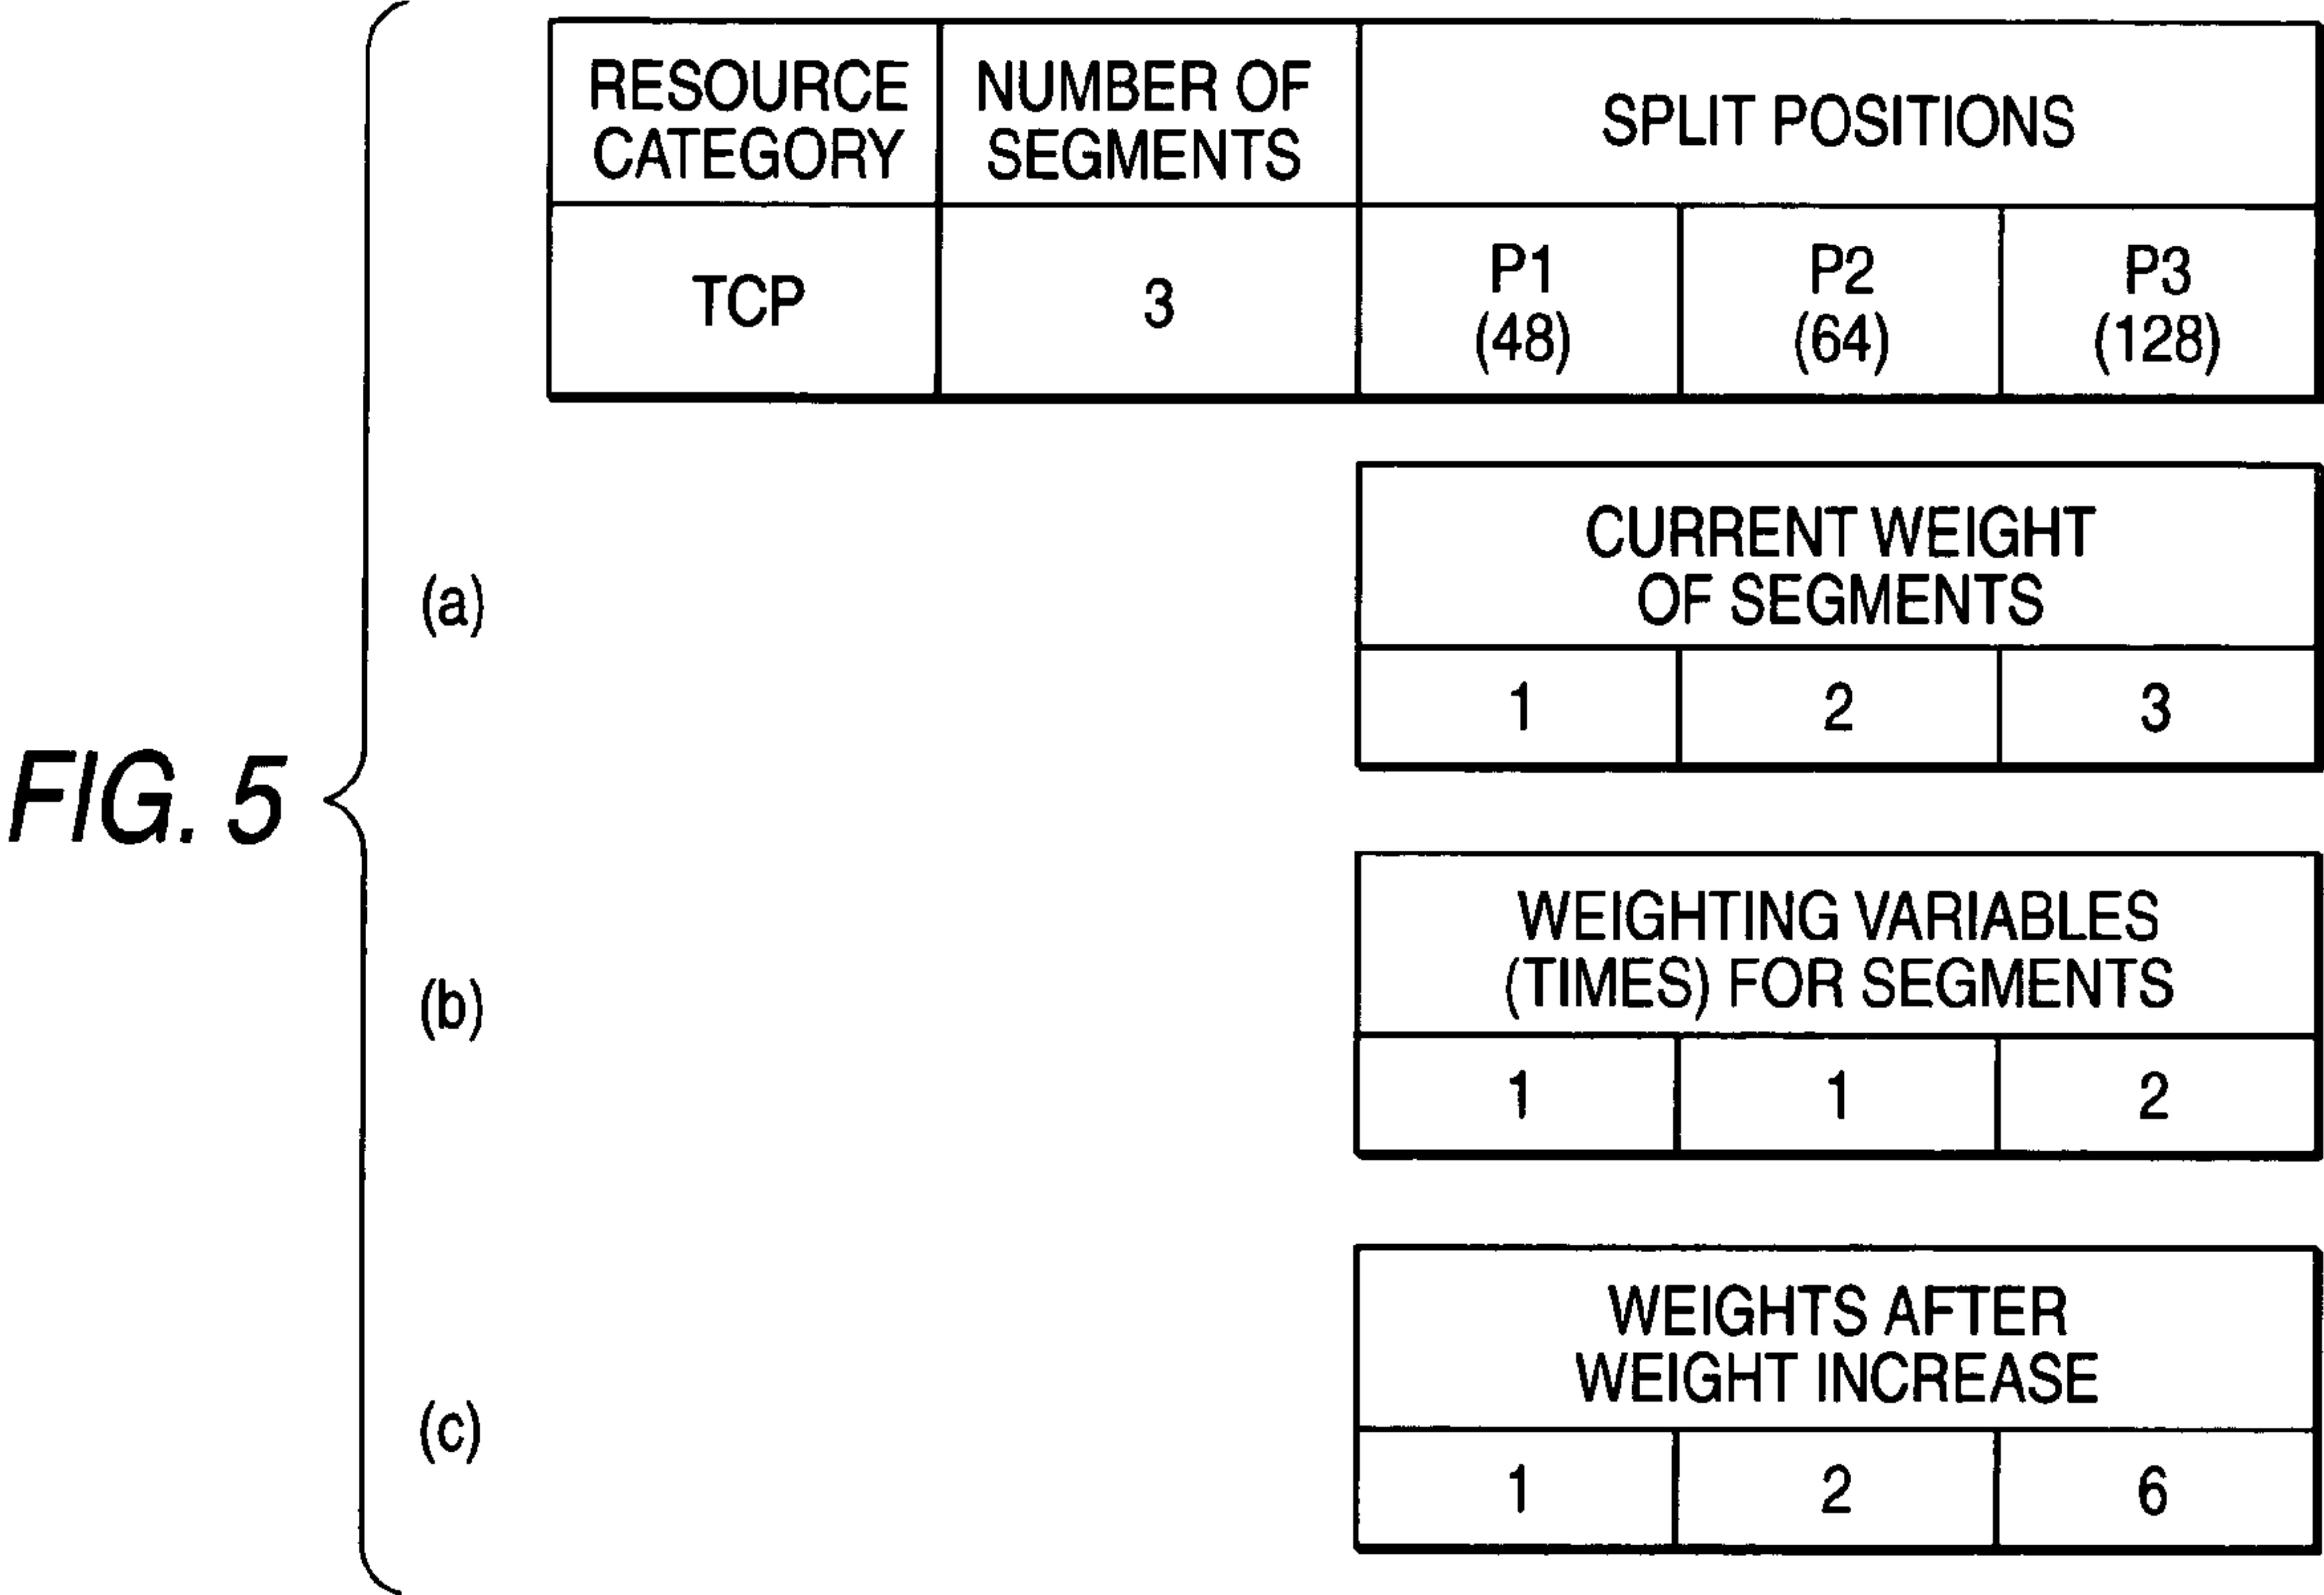 RESOURCE CATEGORY
NUMBER OF SEGMENTS
SPLIT POSITIONS
TCP
3
P1
(48)
P2
(64)
P3
(128)
(a)
CURRENT WEIGHT
OF SEGMENTS
1
2
3
FIG. 5
(b)
WEIGHTING VARIABLES
(TIMES) FOR SEGMENTS
1
1
2
(c)
WEIGHTS AFTER
WEIGHT INCREASE
1
2
6